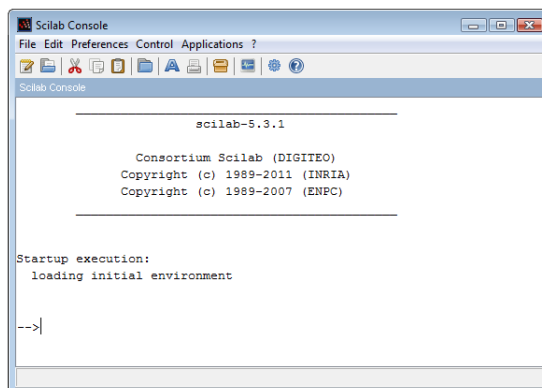 Scilab Console
File Edit Preferences Control Applications ?
Scilab Console
scilab-5.3.1
Consortium Scilab (DIGITEO)
Copyright (c) 1989-2011 (INRIA)
Copyright (c) 1989-2007 (ENPC)
Startup execution:
loading initial environment
-->